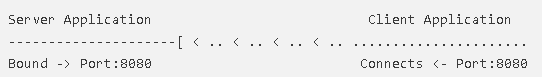 Server Application                           Client Application
---------------------[ < .. < .. < .. < .. ......................
Bound -> Port:8080                          Connects <- Port:8080